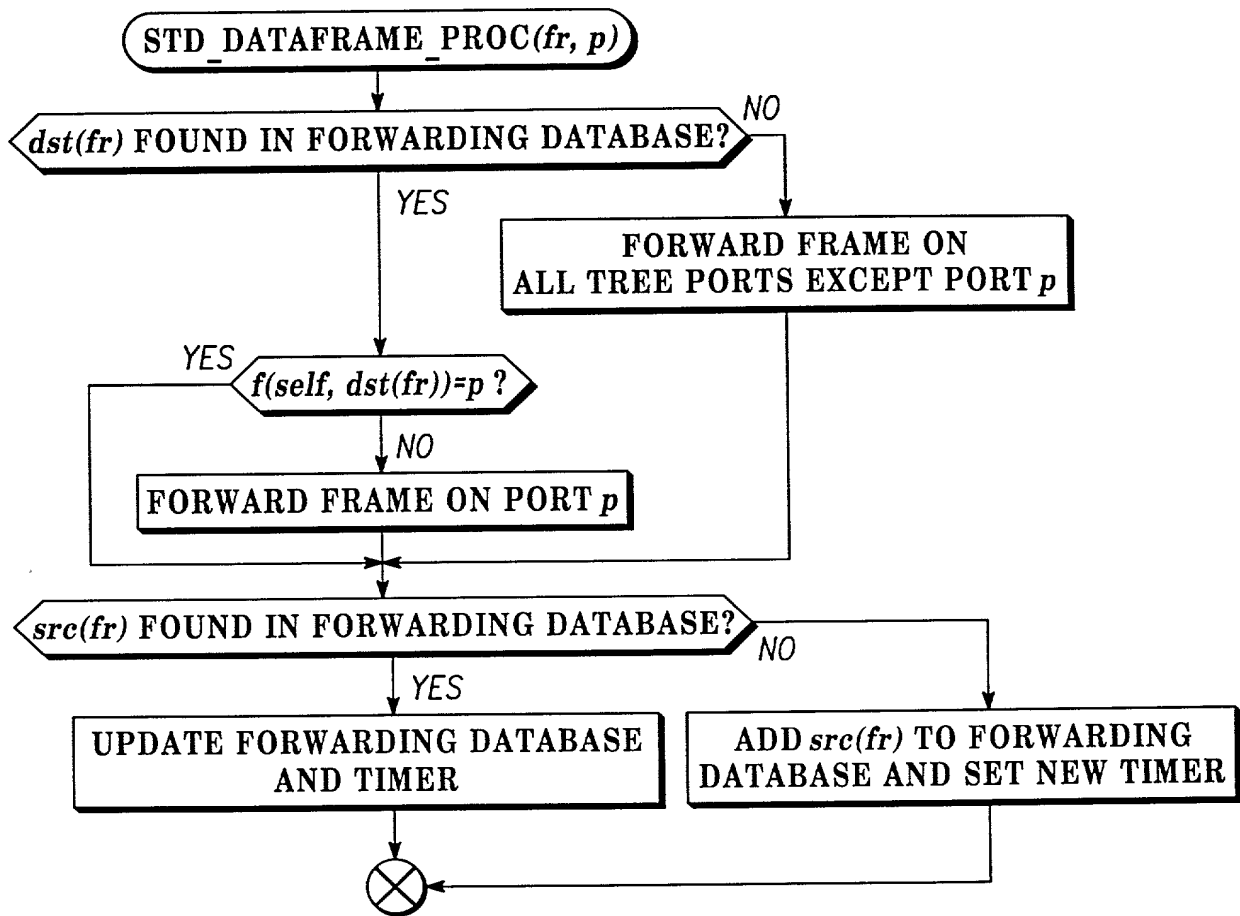 STD_DATAFRAME_PROC(fr, p)
dst(fr) FOUND IN FORWARDING DATABASE?
NO
YES
FORWARD FRAME ON
ALL TREE PORTS EXCEPT PORT p
YES
f(self, dst(fr))=p ?
NO
FORWARD FRAME ON PORT p
src(fr) FOUND IN FORWARDING DATABASE?
NO
YES
UPDATE FORWARDING DATABASE
AND TIMER
ADD src(fr) TO FORWARDING
DATABASE AND SET NEW TIMER